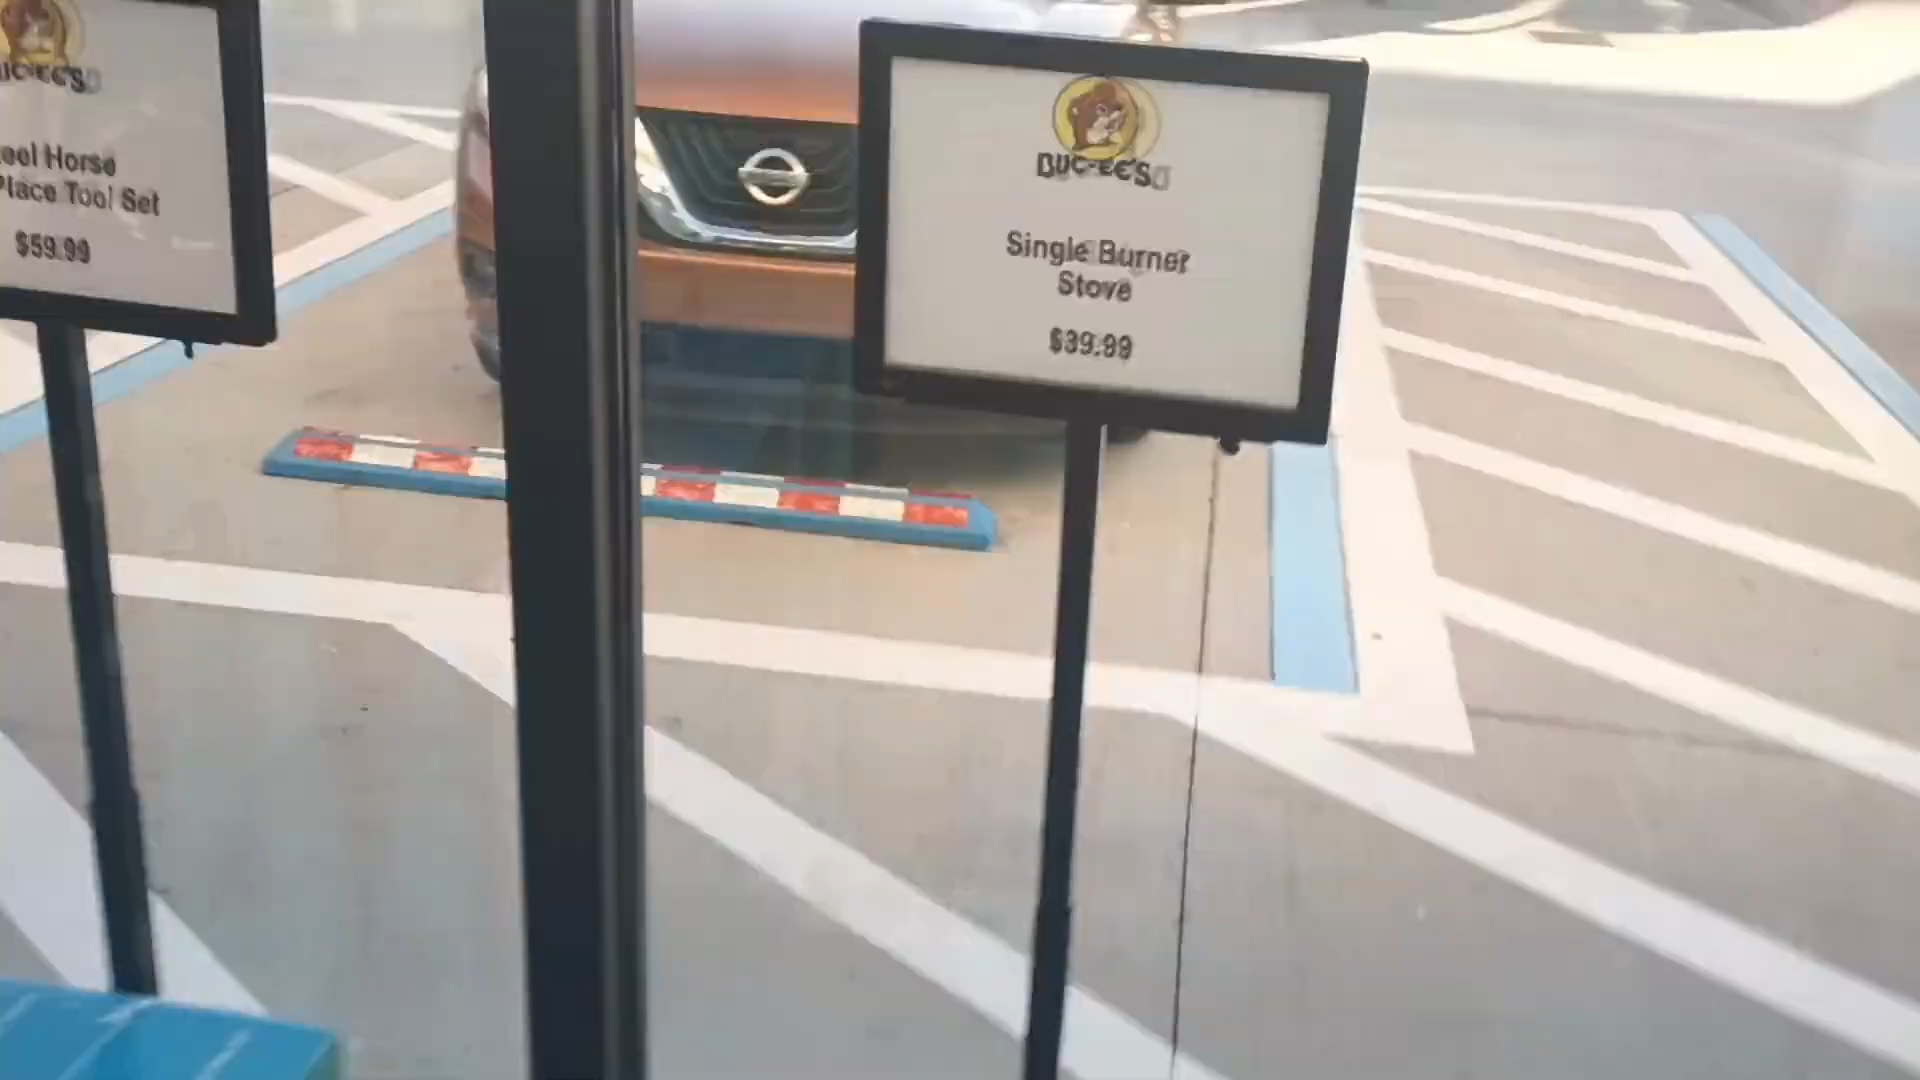 BUC-EE'S
eel Horse
Place Tool Set
$59.99
BUC-EE'S
Single Burner
Stove
$39.99